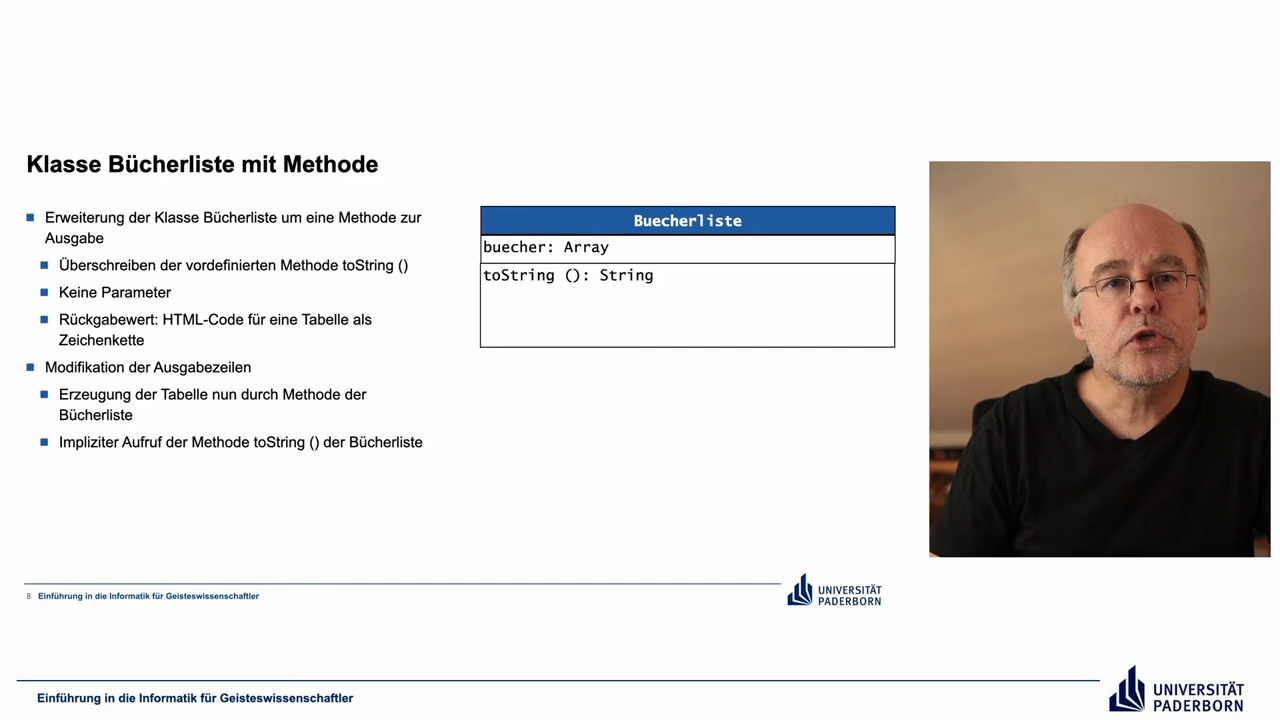 Klasse Bücherliste mit Methode
Erweiterung der Klasse Bücherliste um eine Methode zur
Ausgabe
Überschreiben der vordefinierten Methode toString ()
Keine Parameter
Rückgabewert: HTML-Code für eine Tabelle als
Zeichenkette
Modifikation der Ausgabezeilen
Erzeugung der Tabelle nun durch Methode der
Bücherliste
Impliziter Aufruf der Methode toString () der Bücherliste
Buecherliste
buecher: Array
toString (): String
8 Einführung in die Informatik für Geisteswissenschaftler
UNIVERSITÄT
PADERBORN
Einführung in die Informatik für Geisteswissenschaftler
UNIVERSITÄT
PADERBORN